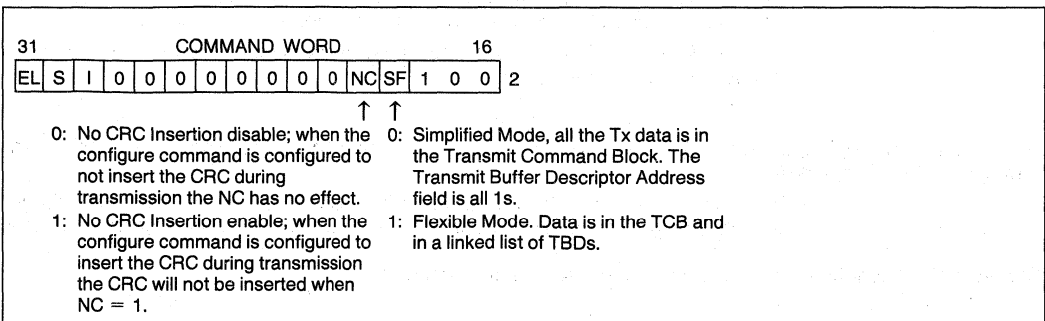 31 COMMAND WORD 16
EL S I 0 0 0 0 0 0 0 0 0 NC SF 1 0 0 2
↑ ↑
0: No CRC Insertion disable; when the
configure command is configured to
not insert the CRC during
transmission the NC has no effect.
1: No CRC Insertion enable; when the
configure command is configured to
insert the CRC during transmission
the CRC will not be inserted when
NC = 1.
0: Simplified Mode, all the Tx data is in
the Transmit Command Block. The
Transmit Buffer Descriptor Address
field is all 1s.
1: Flexible Mode. Data is in the TCB and
in a linked list of TBDs.